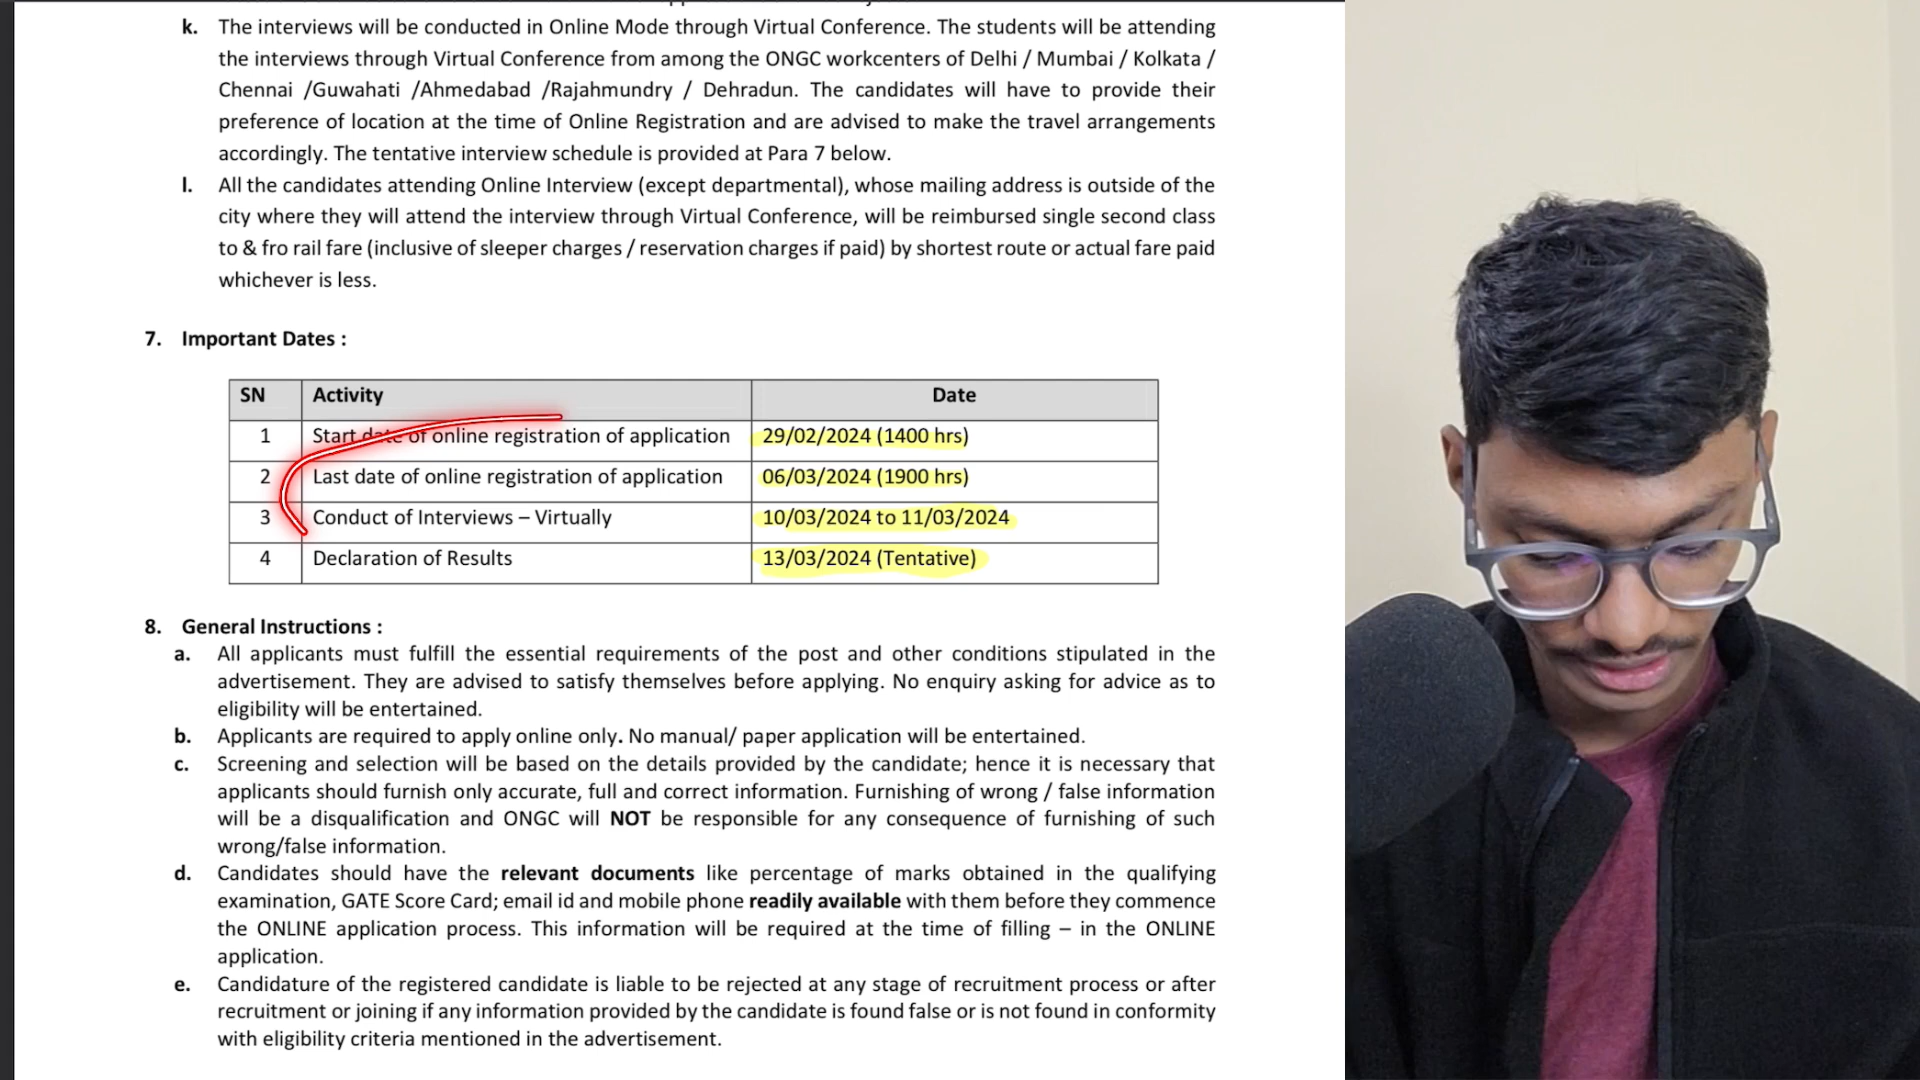 k. The interviews will be conducted in Online Mode through Virtual Conference. The students will be attending
the interviews through Virtual Conference from among the ONGC workcenters of Delhi / Mumbai / Kolkata /
Chennai /Guwahati /Ahmedabad /Rajahmundry / Dehradun. The candidates will have to provide their
preference of location at the time of Online Registration and are advised to make the travel arrangements
accordingly. The tentative interview schedule is provided at Para 7 below.
l. All the candidates attending Online Interview (except departmental), whose mailing address is outside of the
city where they will attend the interview through Virtual Conference, will be reimbursed single second class
to & fro rail fare (inclusive of sleeper charges / reservation charges if paid) by shortest route or actual fare paid
whichever is less.
7. Important Dates :
SN Activity Date
1 Start date of online registration of application 29/02/2024 (1400 hrs)
2 Last date of online registration of application 06/03/2024 (1900 hrs)
3 Conduct of Interviews – Virtually 10/03/2024 to 11/03/2024
4 Declaration of Results 13/03/2024 (Tentative)
8. General Instructions :
a. All applicants must fulfill the essential requirements of the post and other conditions stipulated in the
advertisement. They are advised to satisfy themselves before applying. No enquiry asking for advice as to
eligibility will be entertained.
b. Applicants are required to apply online only. No manual/ paper application will be entertained.
c. Screening and selection will be based on the details provided by the candidate; hence it is necessary that
applicants should furnish only accurate, full and correct information. Furnishing of wrong / false information
will be a disqualification and ONGC will NOT be responsible for any consequence of furnishing of such
wrong/false information.
d. Candidates should have the relevant documents like percentage of marks obtained in the qualifying
examination, GATE Score Card; email id and mobile phone readily available with them before they commence
the ONLINE application process. This information will be required at the time of filling – in the ONLINE
application.
e. Candidature of the registered candidate is liable to be rejected at any stage of recruitment process or after
recruitment or joining if any information provided by the candidate is found false or is not found in conformity
with eligibility criteria mentioned in the advertisement.